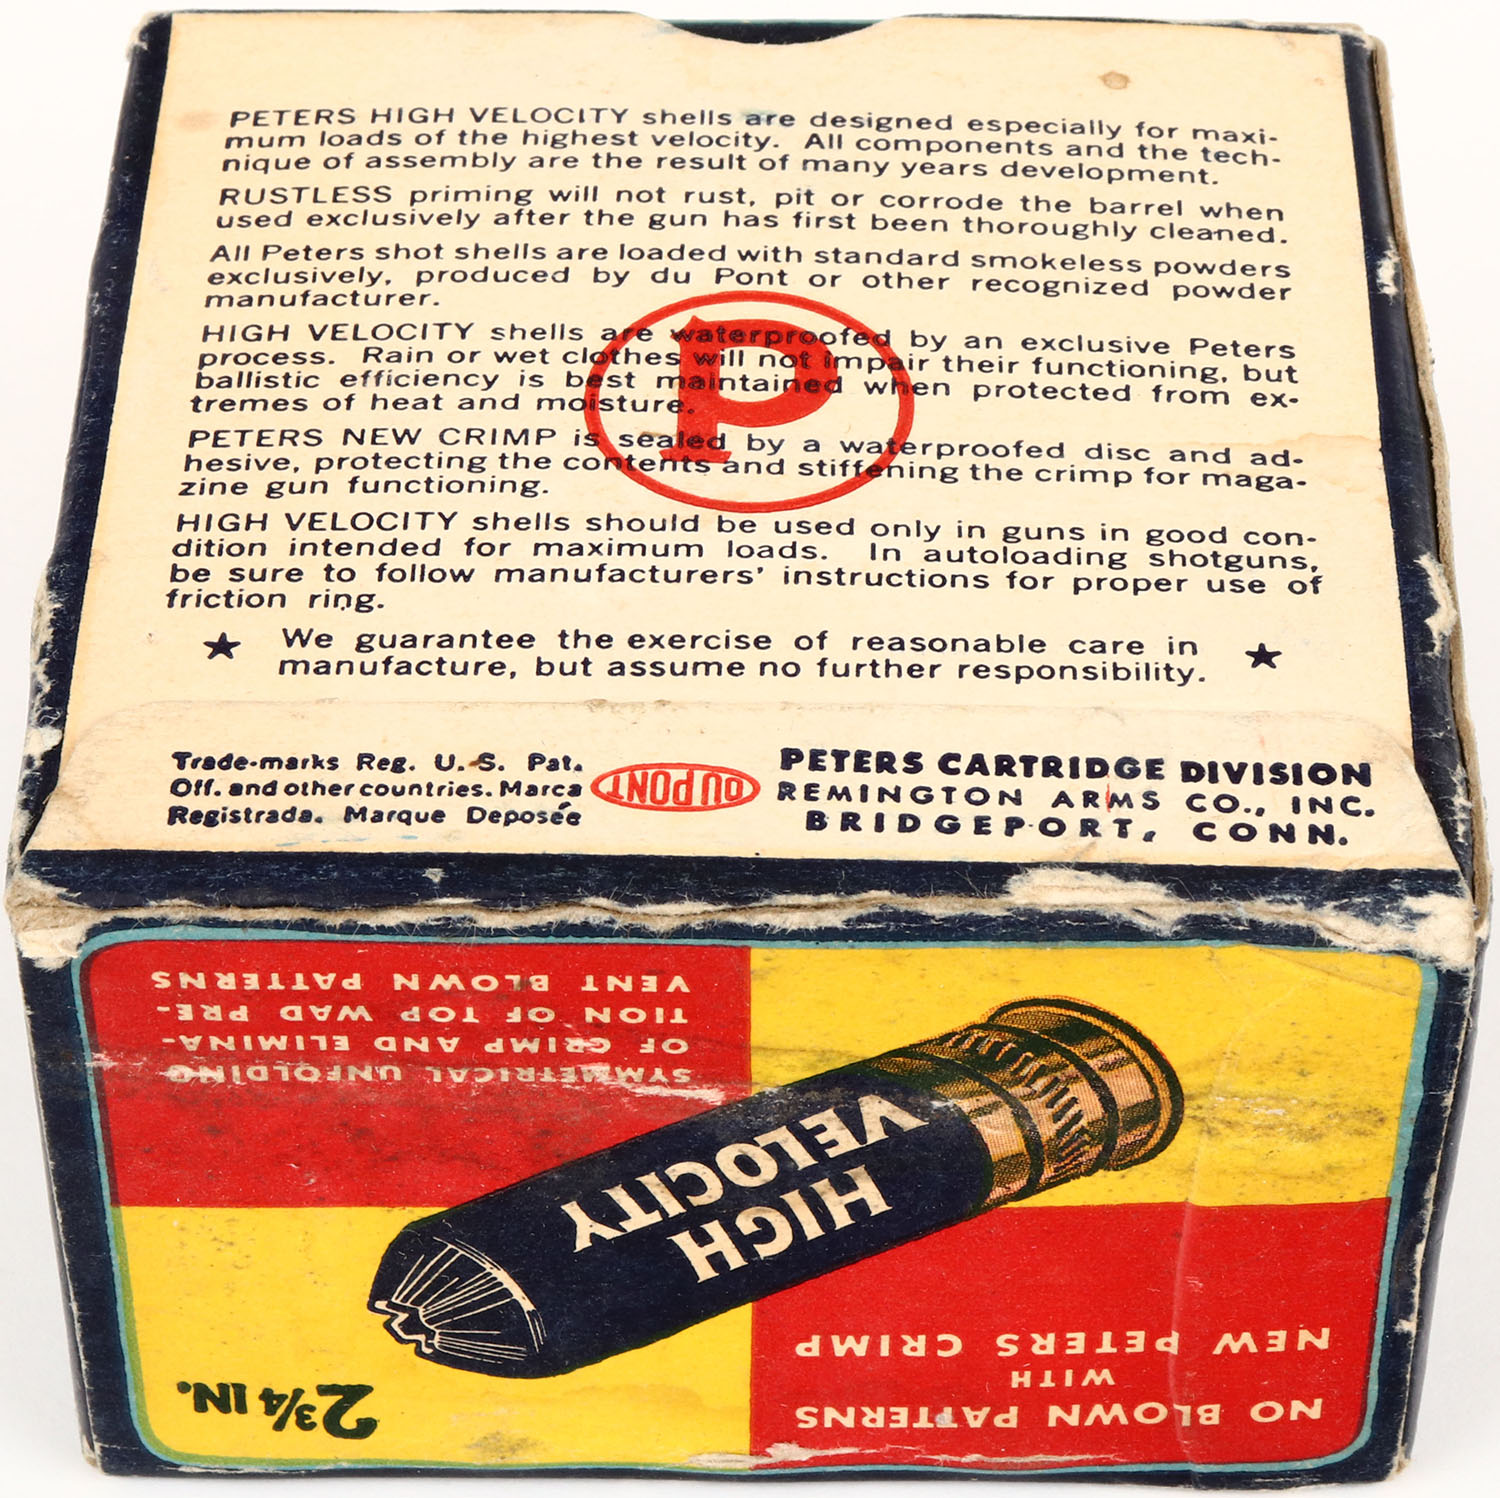 PETERS HIGH VELOCITY shells are designed especially for maxi-
mum loads of the highest velocity. All components and the tech-
nique of assembly are the result of many years development.
RUSTLESS priming will not rust, pit or corrode the barrel when
used exclusively after the gun has first been thoroughly cleaned.
All Peters shot shells are loaded with standard smokeless powders
exclusively, produced by du Pont or other recognized powder
manufacturer.
HIGH VELOCITY shells are waterproofed by an exclusive Peters
process. Rain or wet clothes will not impair their functioning, but
ballistic efficiency is best maintained when protected from ex-
tremes of heat and moisture.
P
PETERS NEW CRIMP is sealed by a waterproofed disc and ad-
hesive, protecting the contents and stiffening the crimp for maga-
zine gun functioning.
HIGH VELOCITY shells should be used only in guns in good con-
dition intended for maximum loads. In autoloading shotguns,
be sure to follow manufacturers' instructions for proper use of
friction ring.
★ We guarantee the exercise of reasonable care in ★
manufacture, but assume no further responsibility.
Trade-marks Reg. U. S. Pat.
Off. and other countries. Marca
Registrada. Marque Deposée
DU PONT
PETERS CARTRIDGE DIVISION
REMINGTON ARMS CO., INC.
BRIDGEPORT, CONN.
NO BLOWN PATTERNS
WITH
NEW PETERS CRIMP
2 3/4 IN.
HIGH
VELOCITY
SYMMETRICAL UNFOLDING
OF CRIMP AND ELIMINA-
TION OF TOP WAD PRE-
VENT BLOWN PATTERNS